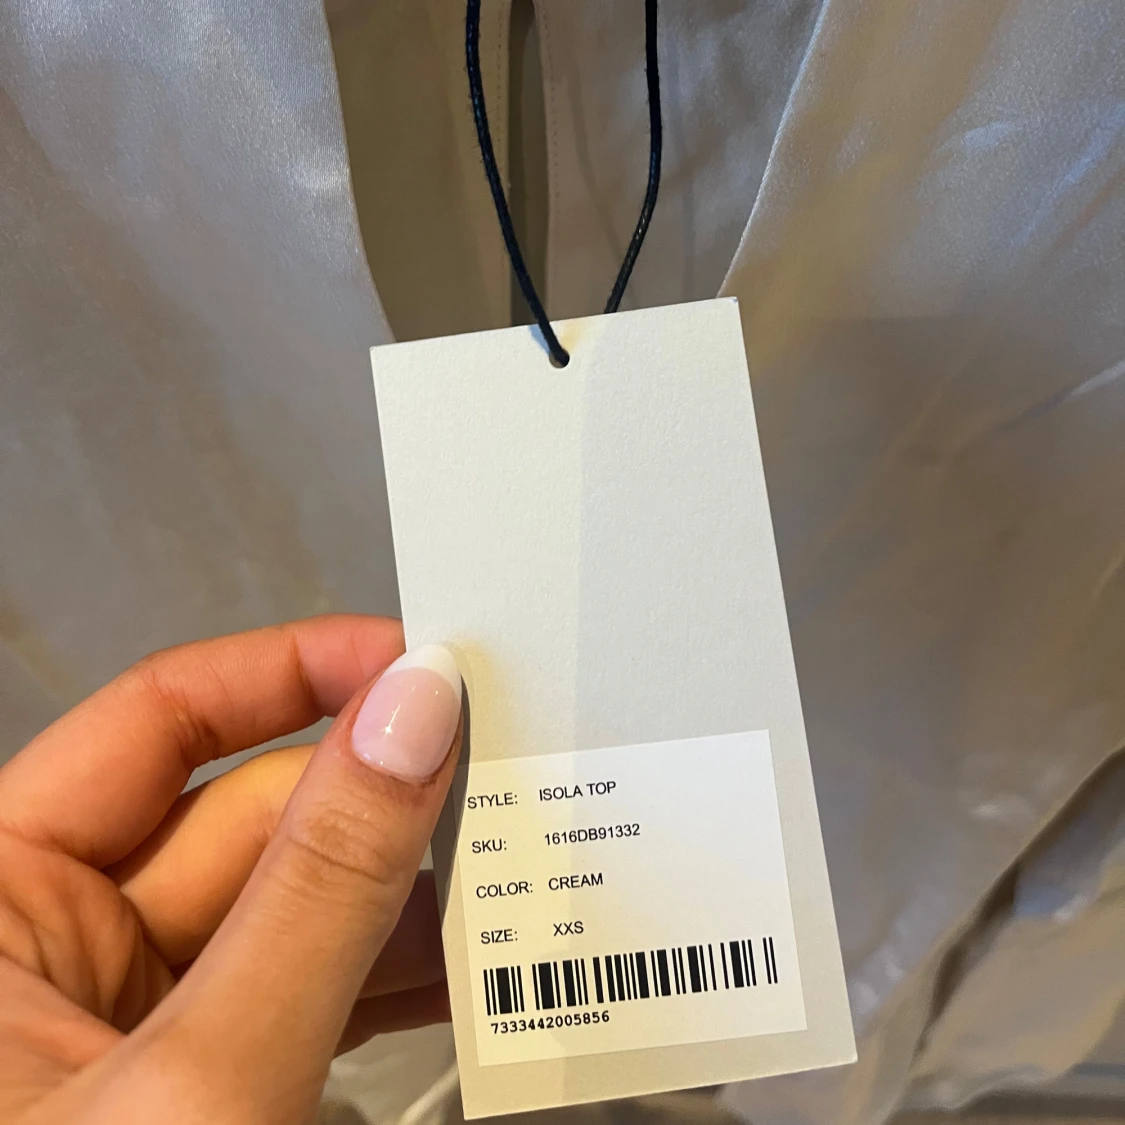 STYLE: ISOLA TOP
SKU: 1616DB91332
COLOR: CREAM
SIZE: XXS
7333442005856